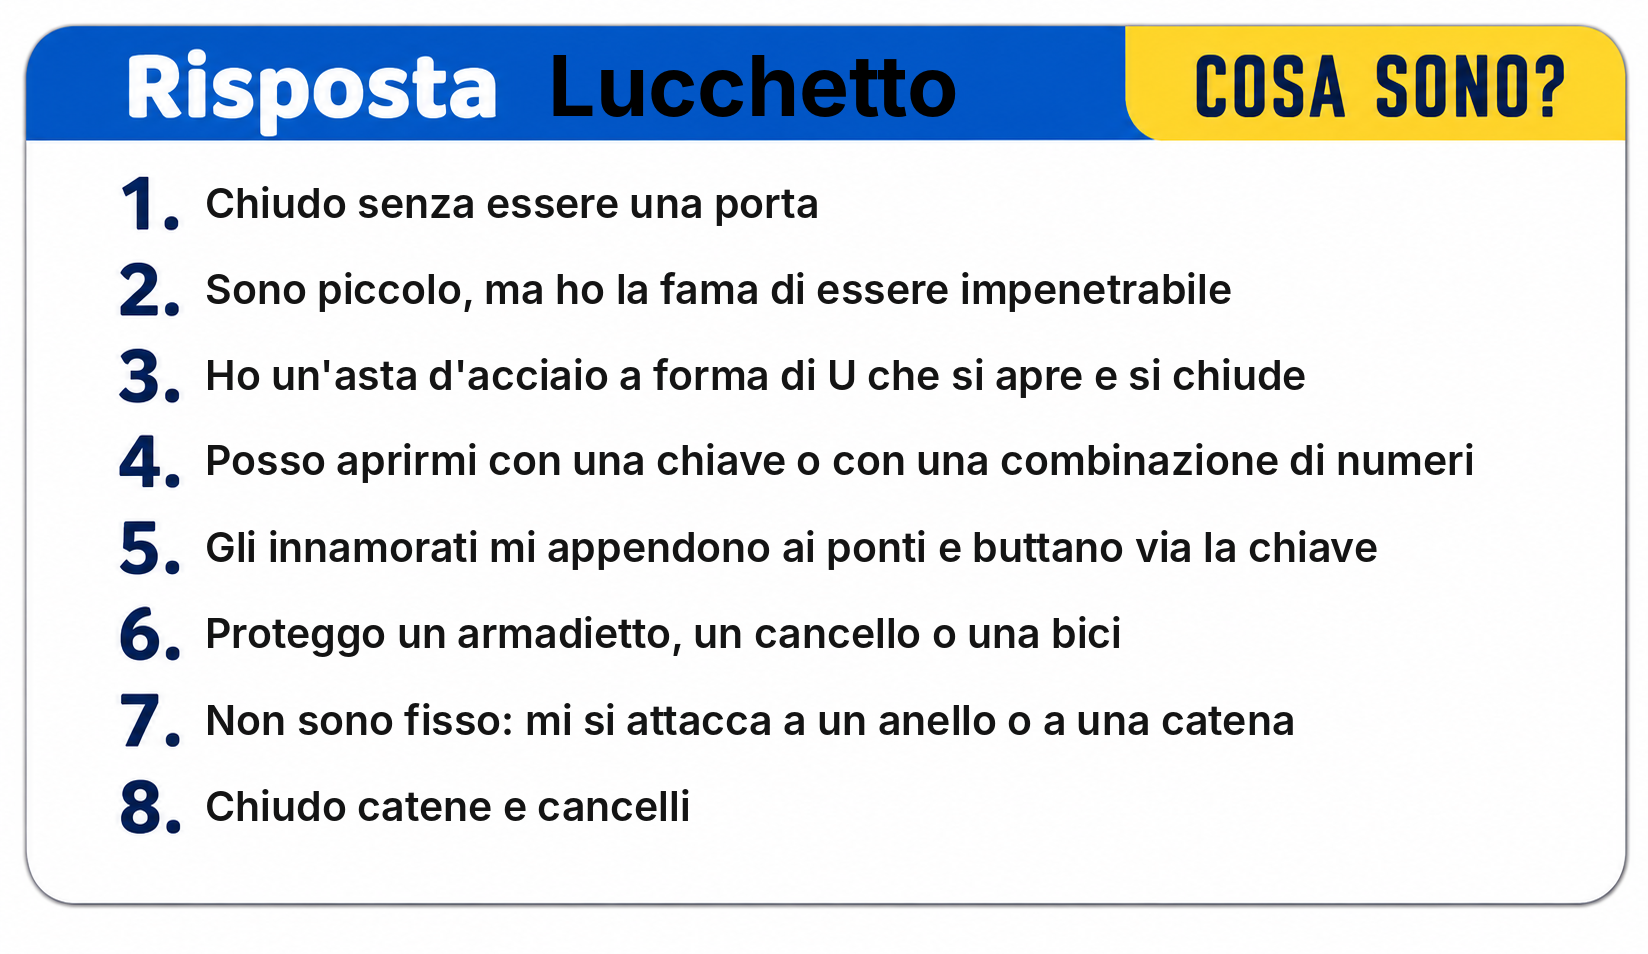 Risposta Lucchetto COSA SONO?
1. Chiudo senza essere una porta
2. Sono piccolo, ma ho la fama di essere impenetrabile
3. Ho un'asta d'acciaio a forma di U che si apre e si chiude
4. Posso aprirmi con una chiave o con una combinazione di numeri
5. Gli innamorati mi appendono ai ponti e buttano via la chiave
6. Proteggo un armadietto, un cancello o una bici
7. Non sono fisso: mi si attacca a un anello o a una catena
8. Chiudo catene e cancelli